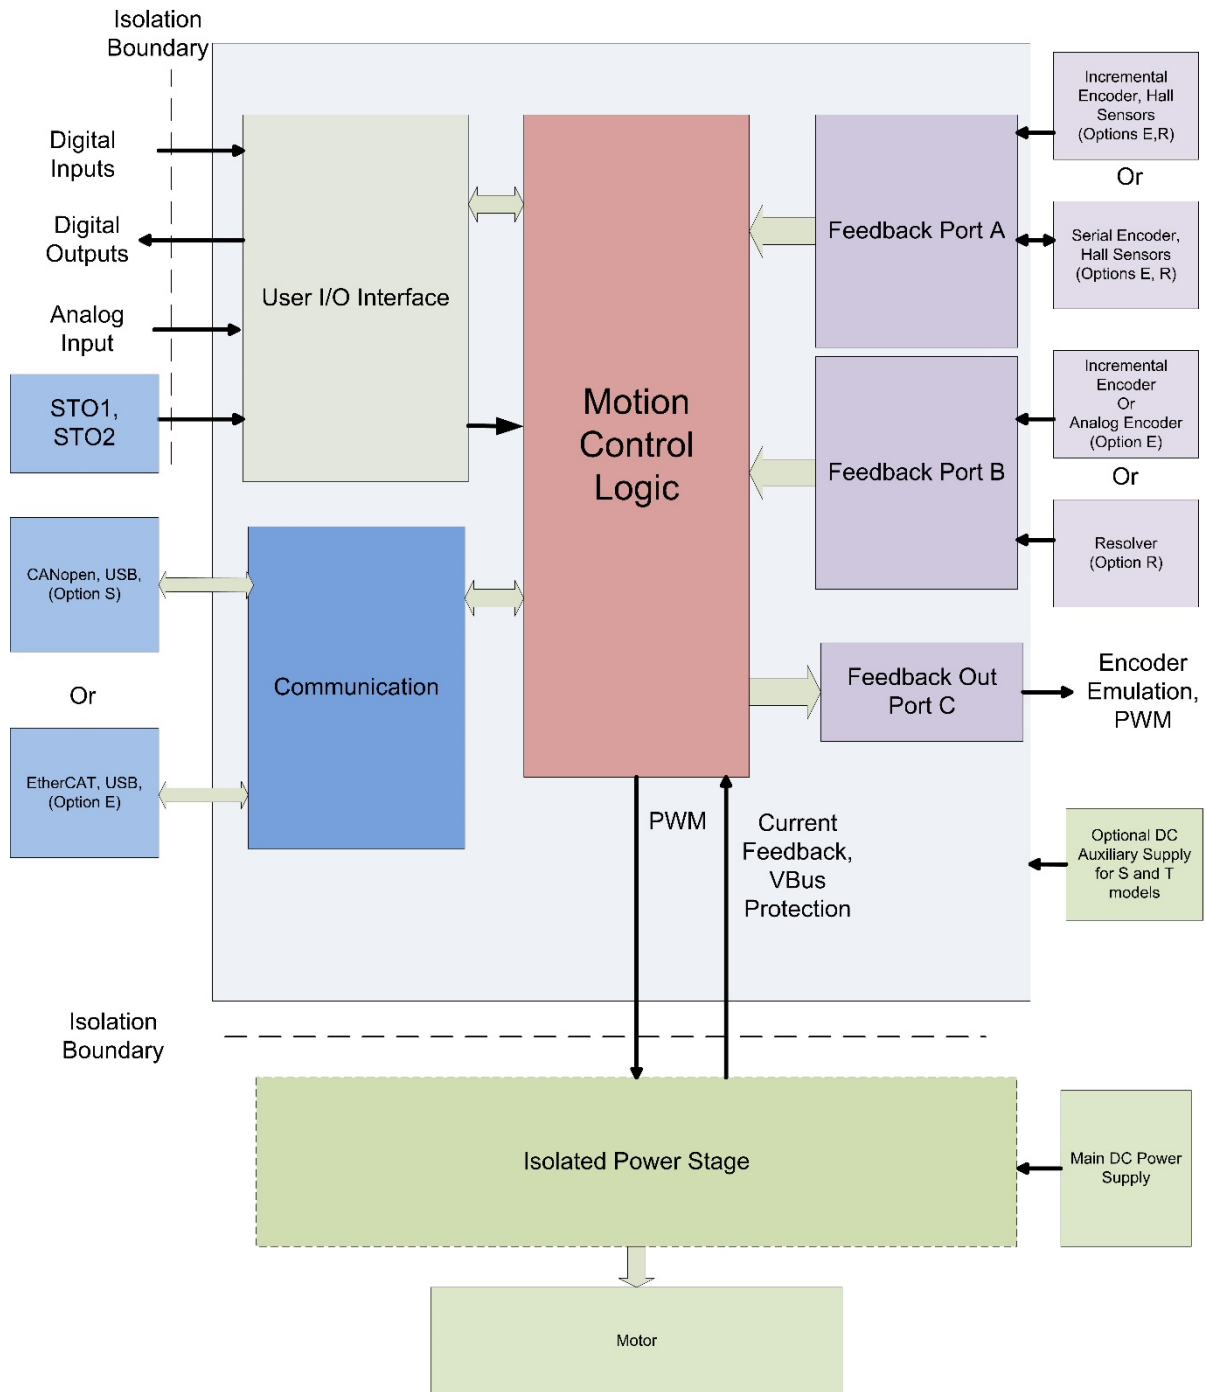 Isolation
Boundary
Digital
Inputs
Digital
Outputs
Analog
Input
STO1,
STO2
CANopen, USB,
(Option S)
Or
EtherCAT, USB,
(Option E)
User I/O Interface
Communication
Motion
Control
Logic
Feedback Port A
Feedback Port B
Feedback Out
Port C
Incremental
Encoder, Hall
Sensors
(Options E,R)
Or
Serial Encoder,
Hall Sensors
(Options E, R)
Incremental
Encoder
Or
Analog Encoder
(Option E)
Or
Resolver
(Option R)
Encoder
Emulation,
PWM
PWM
Current
Feedback,
VBus
Protection
Optional DC
Auxiliary Supply
for S and T
models
Isolation
Boundary
Isolated Power Stage
Main DC Power
Supply
Motor